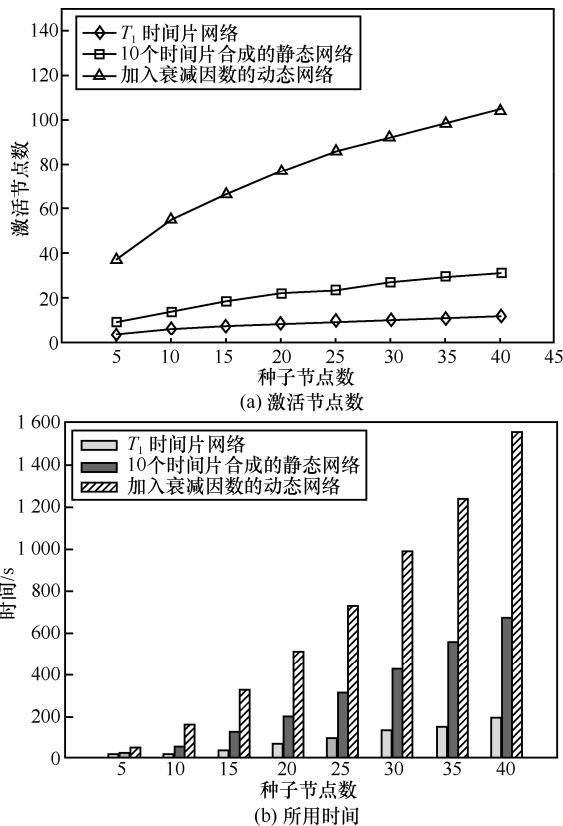 140
120
100
80
60
40
20
0
激活节点数
T₁ 时间片网络
10个时间片合成的静态网络
加入衰减因数的动态网络
5 10 15 20 25 30 35 40 45
种子节点数
(a) 激活节点数
1 600
1 400
1 200
1 000
800
600
400
200
0
时间/s
T₁ 时间片网络
10个时间片合成的静态网络
加入衰减因数的动态网络
5 10 15 20 25 30 35 40
种子节点数
(b) 所用时间